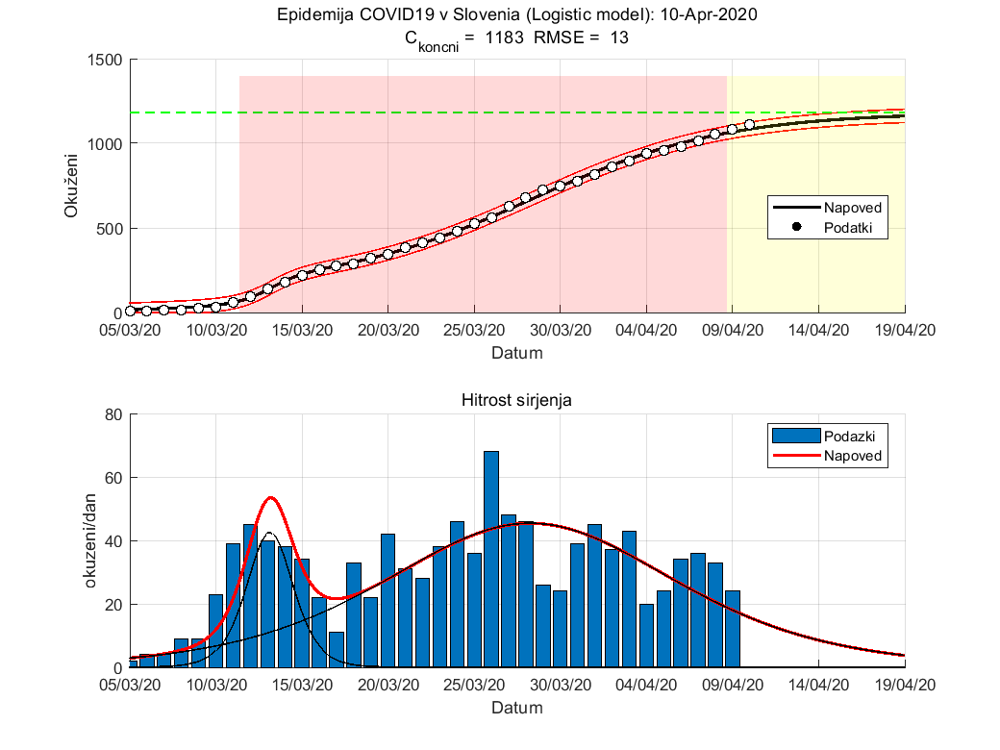 Epidemija COVID19 v Slovenia (Logistic model): 10-Apr-2020
Ckoncni = 1183 RMSE = 13
1500
1000
500
0
Okuženi
Napoved
Podatki
05/03/20 10/03/20 15/03/20 20/03/20 25/03/20 30/03/20 04/04/20 09/04/20 14/04/20 19/04/20
Datum
Hitrost sirjenja
80
60
40
20
0
okuzeni/dan
Podazki
Napoved
05/03/20 10/03/20 15/03/20 20/03/20 25/03/20 30/03/20 04/04/20 09/04/20 14/04/20 19/04/20
Datum